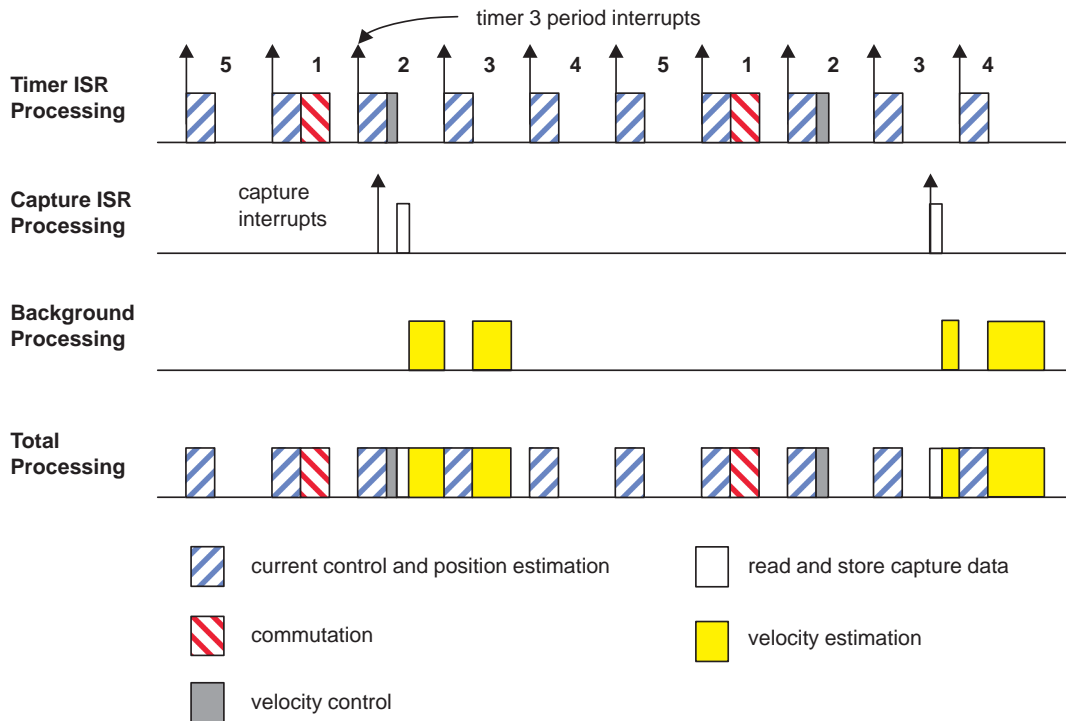 timer 3 period interrupts
5 1 2 3 4 5 1 2 3 4
Timer ISR
Processing
Capture ISR
Processing
capture
interrupts
Background
Processing
Total
Processing
current control and position estimation
read and store capture data
commutation
velocity estimation
velocity control